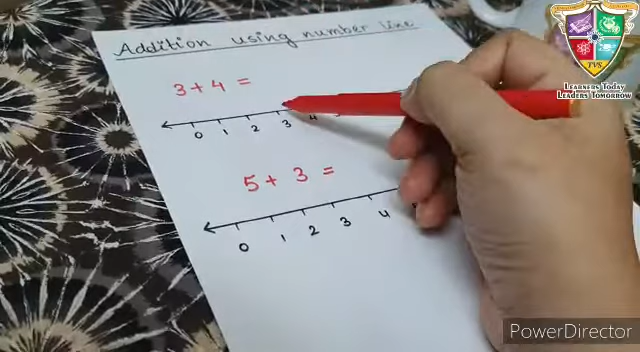 Addition using number line
3 + 4 =
0 1 2 3 4
5 + 3 =
0 1 2 3 4
TVS
LEARNERS TODAY
LEADERS TOMORROW
PowerDirector